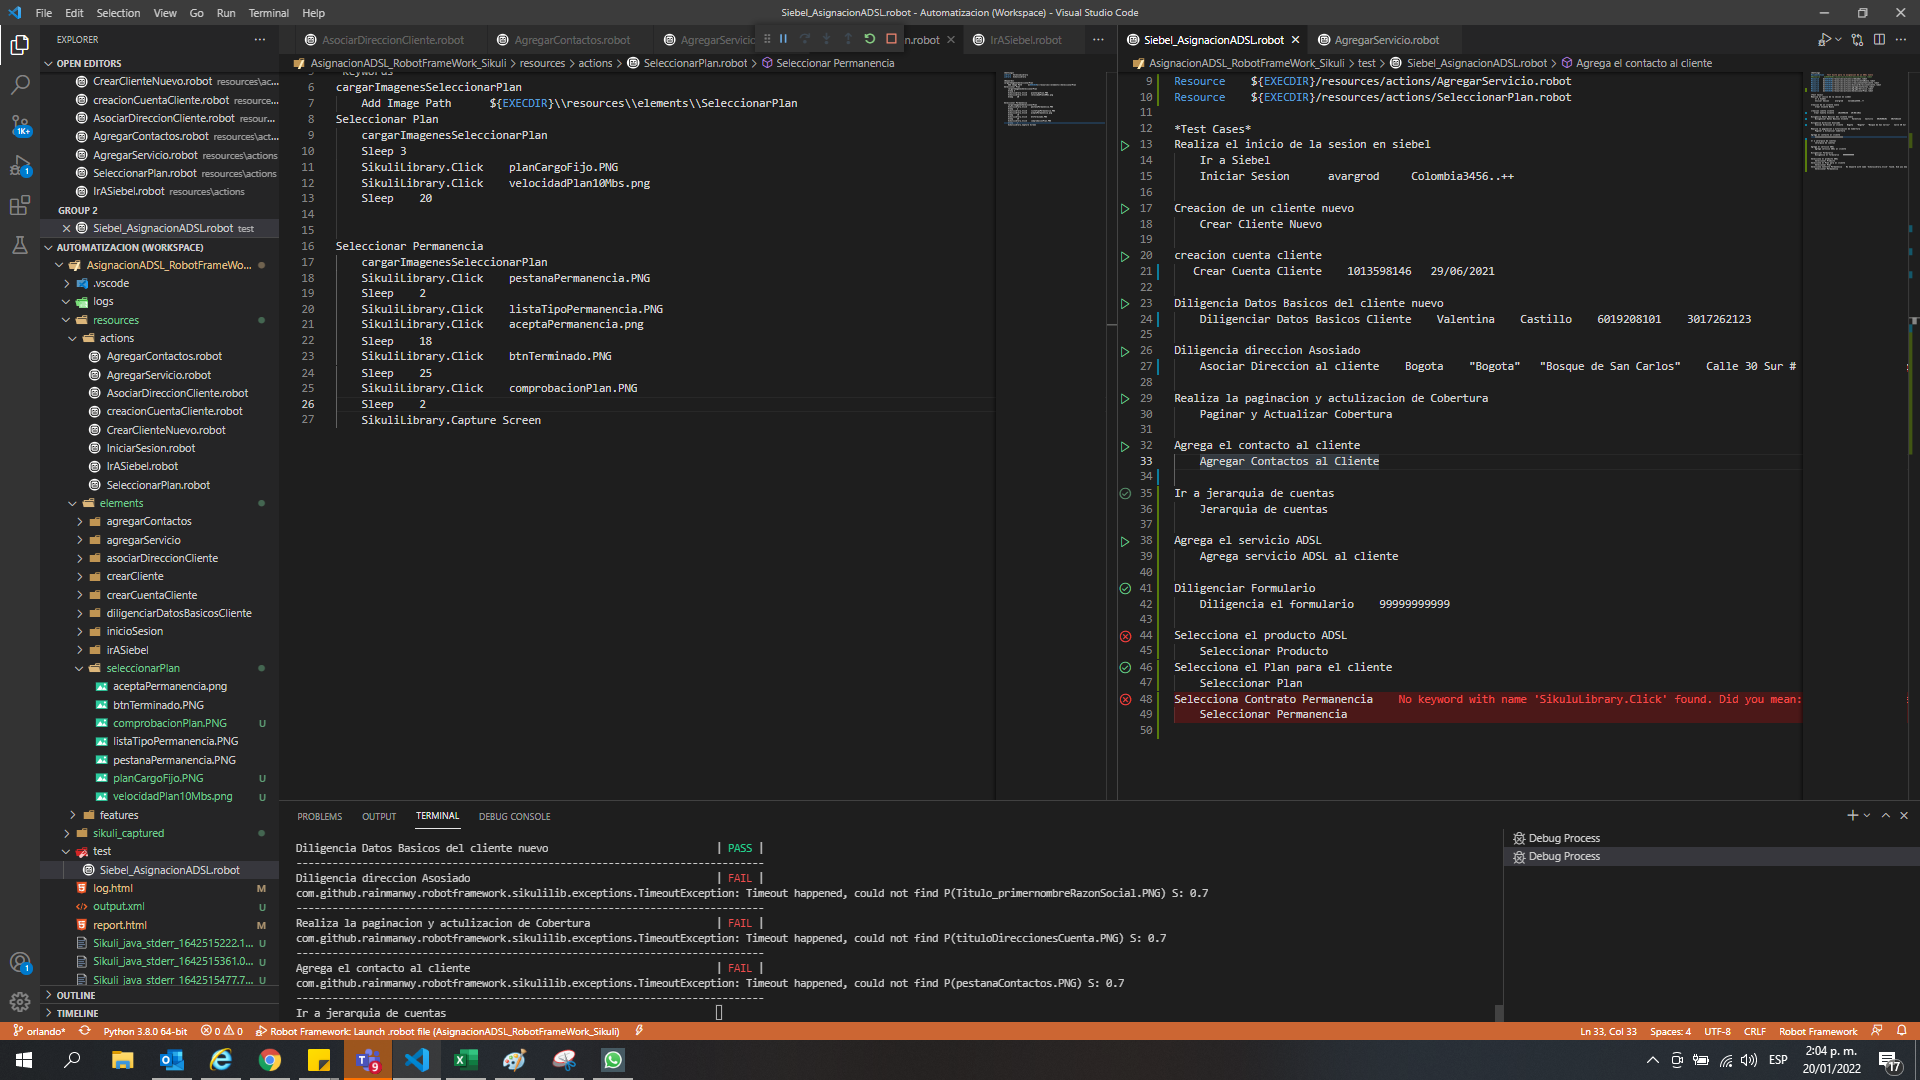 File Edit Selection View Go Run Terminal Help
Siebel_AsignacionADSL.robot - Automatizacion (Workspace) - Visual Studio Code
EXPLORER
OPEN EDITORS
CrearClienteNuevo.robot resources\ac...
creacionCuentaCliente.robot resource...
AsociarDireccionCliente.robot resour...
AgregarContactos.robot resources\act...
AgregarServicio.robot resources\actions
SeleccionarPlan.robot resources\actions
IrASiebel.robot resources\actions
GROUP 2
Siebel_AsignacionADSL.robot test
AUTOMATIZACION (WORKSPACE)
AsignacionADSL_RobotFrameWo...
.vscode
logs
resources
actions
AgregarContactos.robot
AgregarServicio.robot
AsociarDireccionCliente.robot
creacionCuentaCliente.robot
CrearClienteNuevo.robot
IniciarSesion.robot
IrASiebel.robot
SeleccionarPlan.robot
elements
agregarContactos
agregarServicio
asociarDireccionCliente
crearCliente
crearCuentaCliente
diligenciarDatosBasicosCliente
inicioSesion
irASiebel
seleccionarPlan
aceptaPermanencia.png
btnTerminado.PNG
comprobacionPlan.PNG U
listaTipoPermanencia.PNG
pestanaPermanencia.PNG
planCargoFijo.PNG U
velocidadPlan10Mbs.png U
features
sikuli_captured
test
Siebel_AsignacionADSL.robot
log.html M
output.xml U
report.html M
Sikuli_java_stderr_1642515222.1... U
Sikuli_java_stderr_1642515361.0... U
Sikuli_java_stderr_1642515477.7... U
OUTLINE
TIMELINE
1K+
1
1
AsociarDireccionCliente.robot AgregarContactos.robot AgregarServicio n.robot IrASiebel.robot
AsignacionADSL_RobotFrameWork_Sikuli > resources > actions > SeleccionarPlan.robot > Seleccionar Permanencia
6 cargarImagenesSeleccionarPlan
7 Add Image Path ${EXECDIR}\\resources\\elements\\SeleccionarPlan
8 Seleccionar Plan
9 cargarImagenesSeleccionarPlan
10 Sleep 3
11 SikuliLibrary.Click planCargoFijo.PNG
12 SikuliLibrary.Click velocidadPlan10Mbs.png
13 Sleep 20
14
15
16 Seleccionar Permanencia
17 cargarImagenesSeleccionarPlan
18 SikuliLibrary.Click pestanaPermanencia.PNG
19 Sleep 2
20 SikuliLibrary.Click listaTipoPermanencia.PNG
21 SikuliLibrary.Click aceptaPermanencia.png
22 Sleep 18
23 SikuliLibrary.Click btnTerminado.PNG
24 Sleep 25
25 SikuliLibrary.Click comprobacionPlan.PNG
26 Sleep 2
27 SikuliLibrary.Capture Screen
Siebel_AsignacionADSL.robot AgregarServicio.robot
AsignacionADSL_RobotFrameWork_Sikuli > test > Siebel_AsignacionADSL.robot > Agrega el contacto al cliente
9 Resource ${EXECDIR}/resources/actions/AgregarServicio.robot
10 Resource ${EXECDIR}/resources/actions/SeleccionarPlan.robot
11
12 *Test Cases*
13 Realiza el inicio de la sesion en siebel
14 Ir a Siebel
15 Iniciar Sesion avargrod Colombia3456..++
16
17 Creacion de un cliente nuevo
18 Crear Cliente Nuevo
19
20 creacion cuenta cliente
21 Crear Cuenta Cliente 1013598146 29/06/2021
22
23 Diligencia Datos Basicos del cliente nuevo
24 Diligenciar Datos Basicos Cliente Valentina Castillo 6019208101 3017262123
25
26 Diligencia direccion Asosiado
27 Asociar Direccion al cliente Bogota "Bogota" "Bosque de San Carlos" Calle 30 Sur #
28
29 Realiza la paginacion y actulizacion de Cobertura
30 Paginar y Actualizar Cobertura
31
32 Agrega el contacto al cliente
33 Agregar Contactos al Cliente
34
35 Ir a jerarquia de cuentas
36 Jerarquia de cuentas
37
38 Agrega el servicio ADSL
39 Agrega servicio ADSL al cliente
40
41 Diligenciar Formulario
42 Diligencia el formulario 99999999999
43
44 Selecciona el producto ADSL
45 Seleccionar Producto
46 Selecciona el Plan para el cliente
47 Seleccionar Plan
48 Selecciona Contrato Permanencia No keyword with name 'SikuluLibrary.Click' found. Did you mean:
49 Seleccionar Permanencia
50
PROBLEMS OUTPUT TERMINAL DEBUG CONSOLE
Diligencia Datos Basicos del cliente nuevo | PASS |
------------------------------------------------------------------------------
Diligencia direccion Asosiado | FAIL |
com.github.rainmanwy.robotframework.sikulilib.exceptions.TimeoutException: Timeout happened, could not find P(Titulo_primernombreRazonSocial.PNG) S: 0.7
------------------------------------------------------------------------------
Realiza la paginacion y actulizacion de Cobertura | FAIL |
com.github.rainmanwy.robotframework.sikulilib.exceptions.TimeoutException: Timeout happened, could not find P(tituloDireccionesCuenta.PNG) S: 0.7
------------------------------------------------------------------------------
Agrega el contacto al cliente | FAIL |
com.github.rainmanwy.robotframework.sikulilib.exceptions.TimeoutException: Timeout happened, could not find P(pestanaContactos.PNG) S: 0.7
------------------------------------------------------------------------------
Ir a jerarquia de cuentas
Debug Process
Debug Process
orlando* Python 3.8.0 64-bit 0 0 Robot Framework: Launch .robot file (AsignacionADSL_RobotFrameWork_Sikuli)
Ln 33, Col 33 Spaces: 4 UTF-8 CRLF Robot Framework
9
ESP
2:04 p. m.
20/01/2022
17